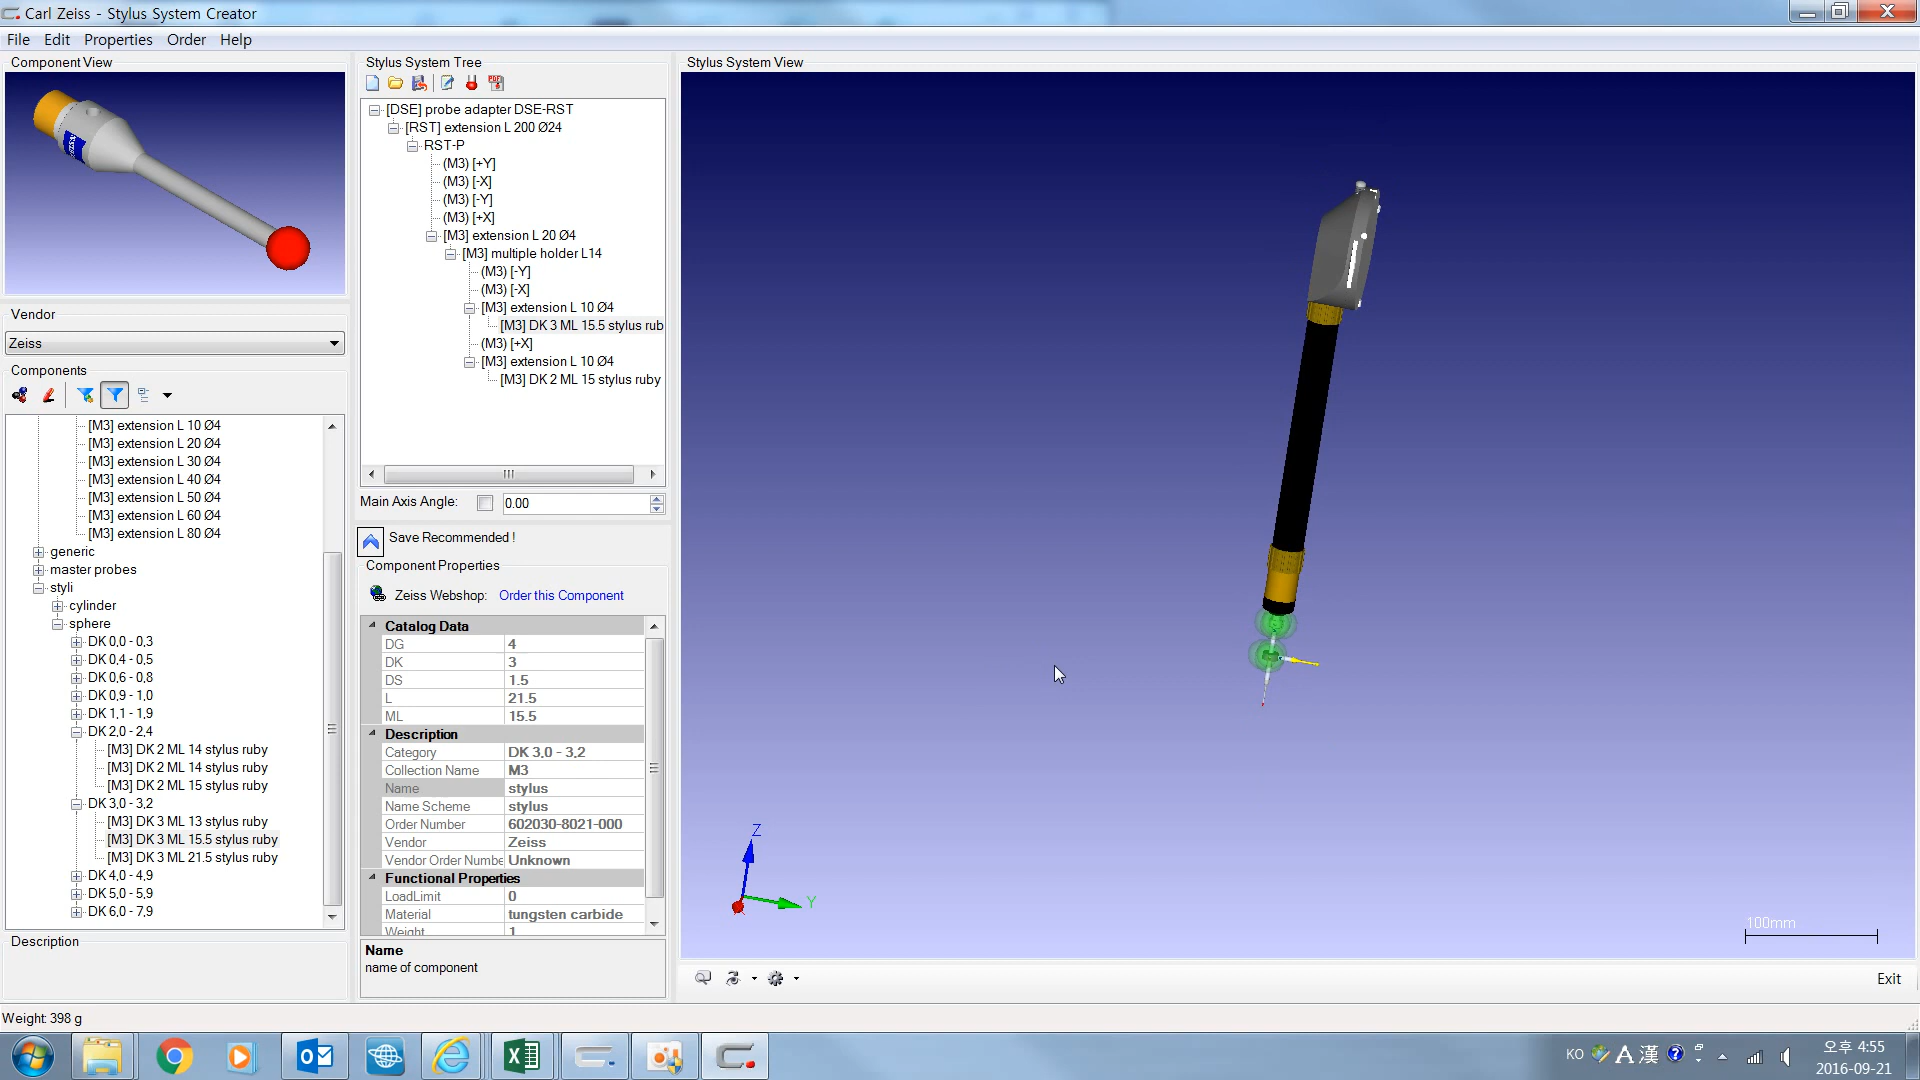 Carl Zeiss - Stylus System Creator
File Edit Properties Order Help
Component View
Vendor
Zeiss
Components
[M3] extension L 10 Ø4
[M3] extension L 20 Ø4
[M3] extension L 30 Ø4
[M3] extension L 40 Ø4
[M3] extension L 50 Ø4
[M3] extension L 60 Ø4
[M3] extension L 80 Ø4
generic
master probes
styli
cylinder
sphere
DK 0,0 - 0,3
DK 0,4 - 0,5
DK 0,6 - 0,8
DK 0,9 - 1,0
DK 1,1 - 1,9
DK 2,0 - 2,4
[M3] DK 2 ML 14 stylus ruby
[M3] DK 2 ML 14 stylus ruby
[M3] DK 2 ML 15 stylus ruby
DK 3,0 - 3,2
[M3] DK 3 ML 13 stylus ruby
[M3] DK 3 ML 15.5 stylus ruby
[M3] DK 3 ML 21.5 stylus ruby
DK 4,0 - 4,9
DK 5,0 - 5,9
DK 6,0 - 7,9
Description
Stylus System Tree
[DSE] probe adapter DSE-RST
[RST] extension L 200 Ø24
RST-P
(M3) [+Y]
(M3) [-X]
(M3) [-Y]
(M3) [+X]
[M3] extension L 20 Ø4
[M3] multiple holder L14
(M3) [-Y]
(M3) [-X]
[M3] extension L 10 Ø4
[M3] DK 3 ML 15.5 stylus rub
(M3) [+X]
[M3] extension L 10 Ø4
[M3] DK 2 ML 15 stylus ruby
Main Axis Angle: 0.00
Save Recommended !
Component Properties
Zeiss Webshop: Order this Component
Catalog Data
DG 4
DK 3
DS 1.5
L 21.5
ML 15.5
Description
Category DK 3,0 - 3,2
Collection Name M3
Name stylus
Name Scheme stylus
Order Number 602030-8021-000
Vendor Zeiss
Vendor Order Numbe Unknown
Functional Properties
LoadLimit 0
Material tungsten carbide
Weight 1
Name
name of component
Stylus System View
Z
Y
100mm
Exit
Weight: 398 g
KO A 漢
오후 4:55
2016-09-21